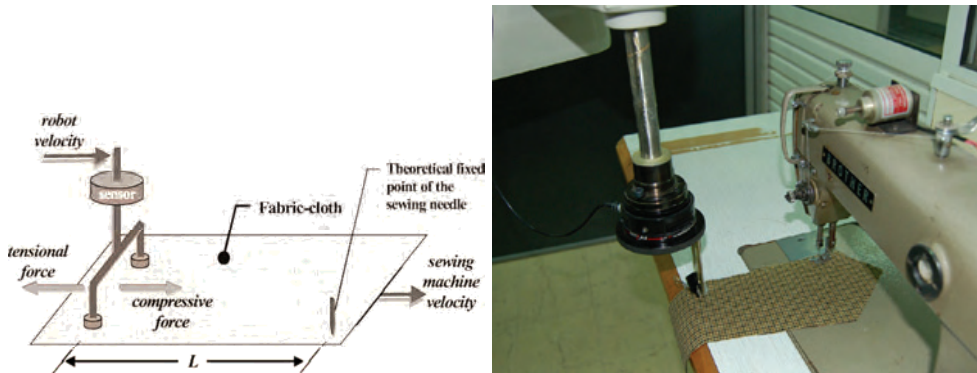 robot
velocity
sensor
Theoretical fixed
point of the
sewing needle
Fabric-cloth
tensional
force
compressive
force
sewing
machine
velocity
L
BROTHER